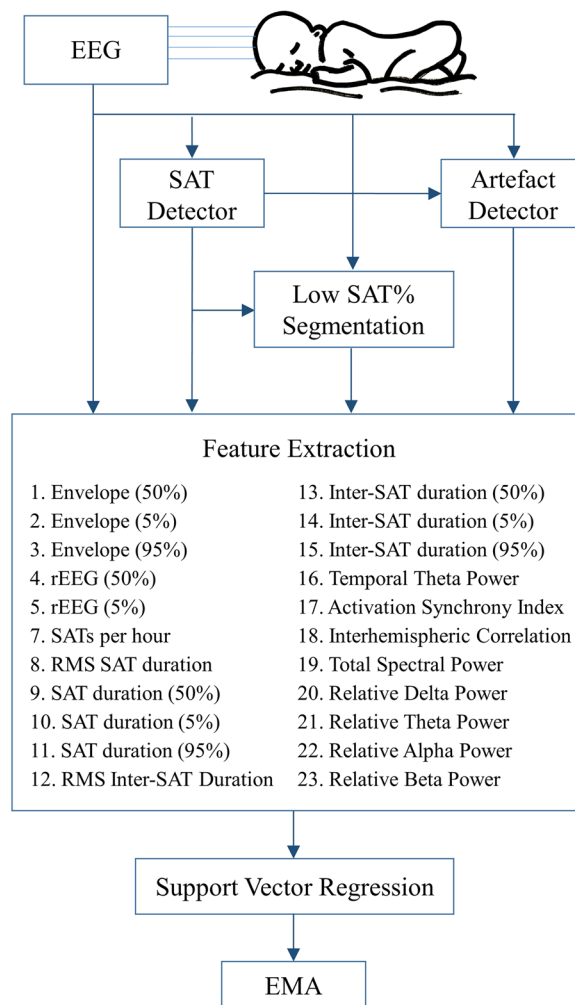 EEG
SAT
Detector
Artefact
Detector
Low SAT%
Segmentation
Feature Extraction
1. Envelope (50%)
2. Envelope (5%)
3. Envelope (95%)
4. rEEG (50%)
5. rEEG (5%)
7. SATs per hour
8. RMS SAT duration
9. SAT duration (50%)
10. SAT duration (5%)
11. SAT duration (95%)
12. RMS Inter-SAT Duration
13. Inter-SAT duration (50%)
14. Inter-SAT duration (5%)
15. Inter-SAT duration (95%)
16. Temporal Theta Power
17. Activation Synchrony Index
18. Interhemispheric Correlation
19. Total Spectral Power
20. Relative Delta Power
21. Relative Theta Power
22. Relative Alpha Power
23. Relative Beta Power
Support Vector Regression
EMA